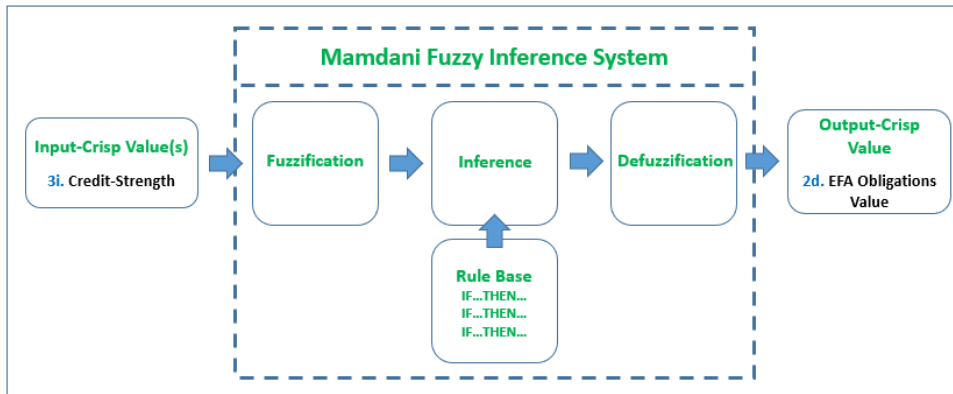 Mamdani Fuzzy Inference System
Input-Crisp Value(s)
3i. Credit-Strength
Fuzzification
Inference
Defuzzification
Output-Crisp
Value
2d. EFA Obligations
Value
Rule Base
IF...THEN...
IF...THEN...
IF...THEN...